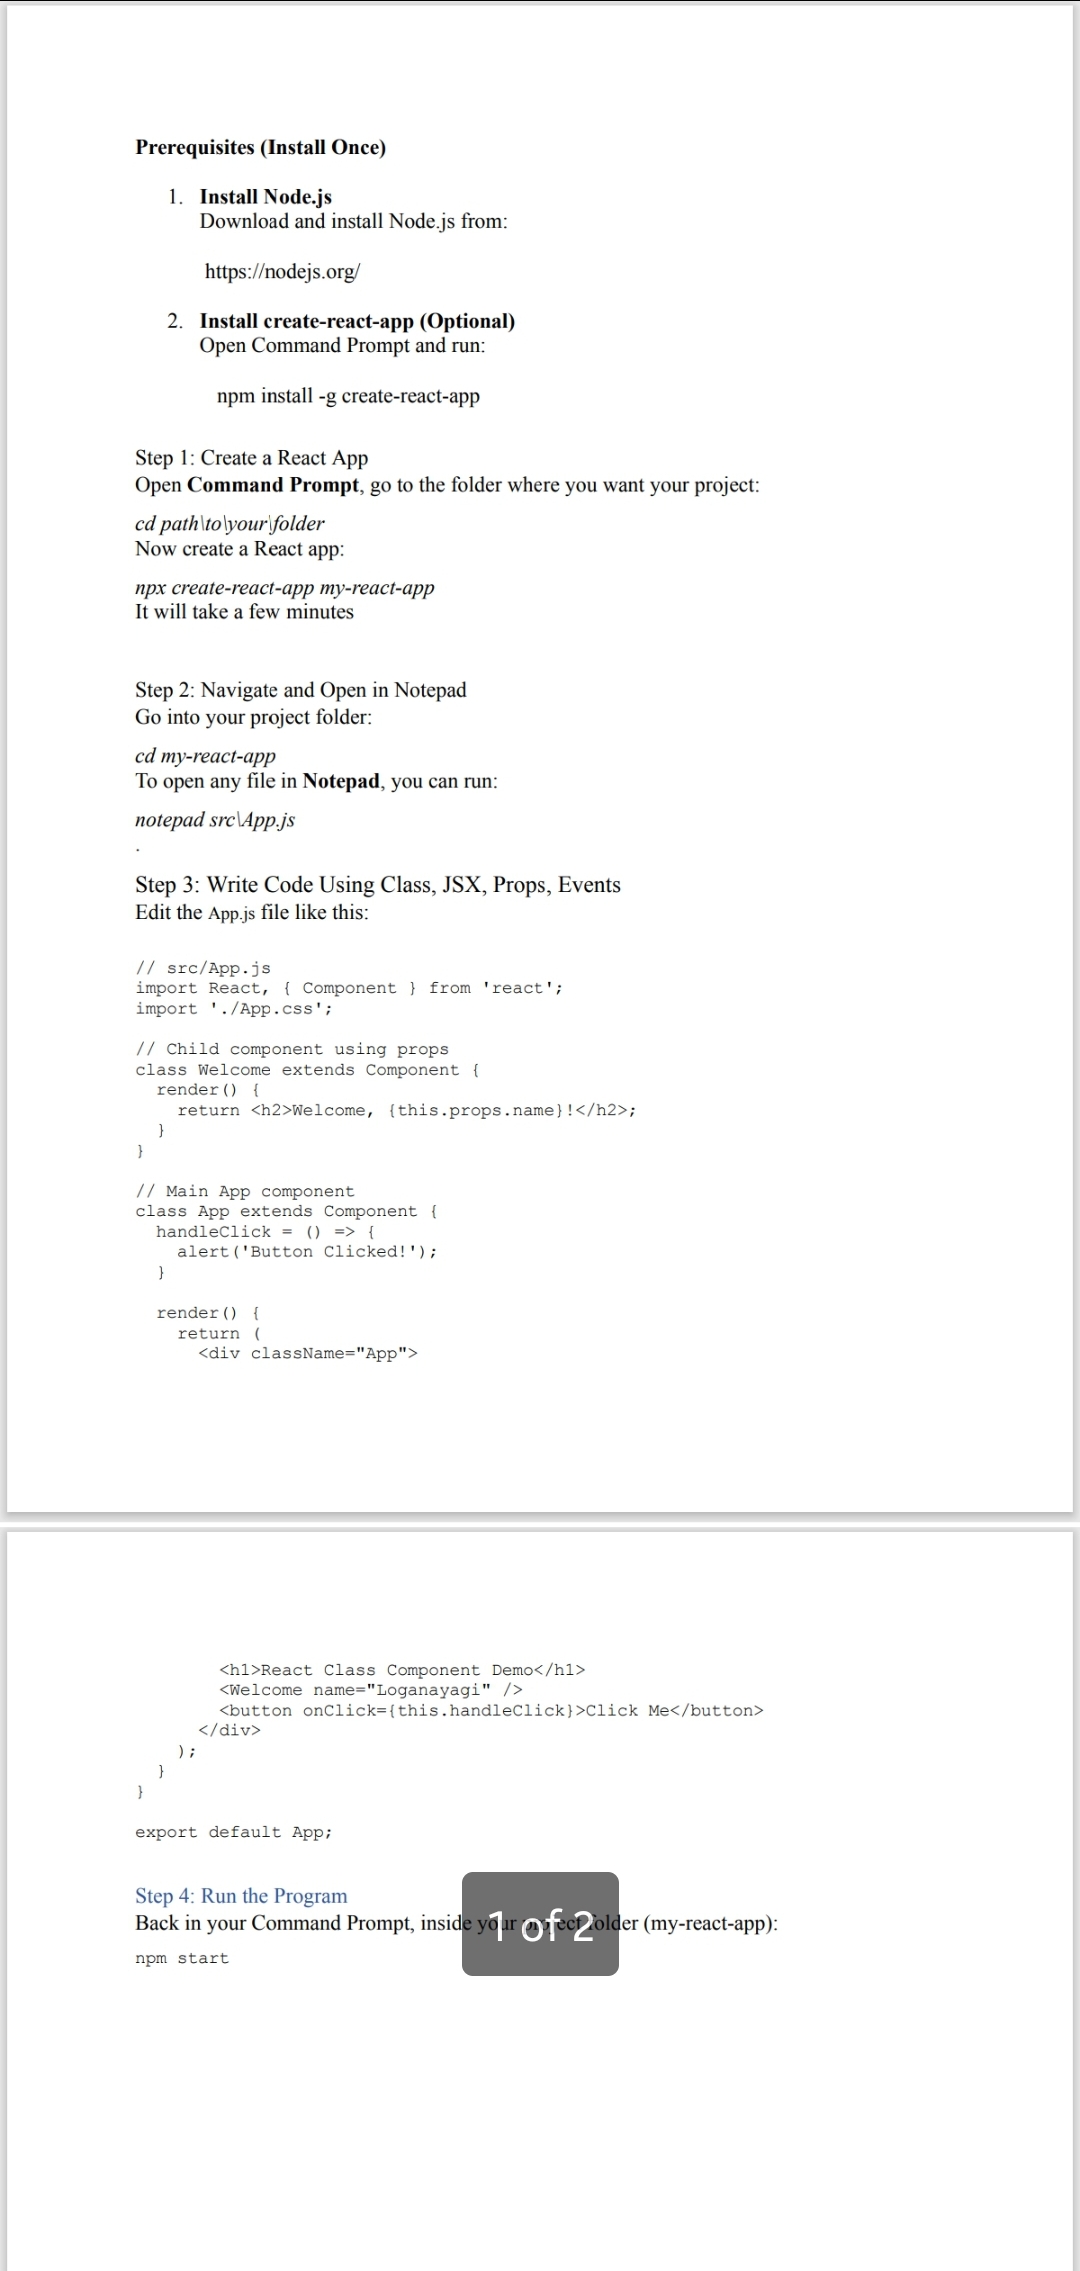 Prerequisites (Install Once)
1. Install Node.js
Download and install Node.js from:
https://nodejs.org/
2. Install create-react-app (Optional)
Open Command Prompt and run:
npm install -g create-react-app
Step 1: Create a React App
Open Command Prompt, go to the folder where you want your project:
cd path\to\your\folder
Now create a React app:
npx create-react-app my-react-app
It will take a few minutes
Step 2: Navigate and Open in Notepad
Go into your project folder:
cd my-react-app
To open any file in Notepad, you can run:
notepad src\App.js
.
Step 3: Write Code Using Class, JSX, Props, Events
Edit the App.js file like this:
// src/App.js
import React, { Component } from 'react';
import './App.css';
// Child component using props
class Welcome extends Component {
  render() {
    return <h2>Welcome, {this.props.name}!</h2>;
  }
}
// Main App component
class App extends Component {
  handleClick = () => {
    alert('Button Clicked!');
  }
  render() {
    return (
      <div className="App">
        <h1>React Class Component Demo</h1>
        <Welcome name="Loganayagi" />
        <button onClick={this.handleClick}>Click Me</button>
      </div>
    );
  }
}
export default App;
Step 4: Run the Program
Back in your Command Prompt, inside your project folder (my-react-app):
1 of 2
npm start